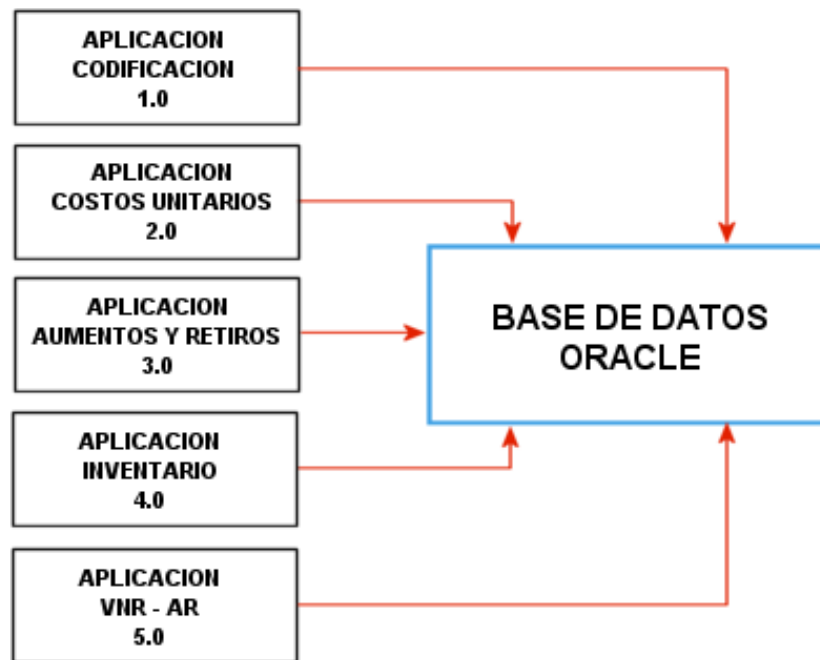 APLICACION
CODIFICACION
1.0
APLICACION
COSTOS UNITARIOS
2.0
APLICACION
AUMENTOS Y RETIROS
3.0
APLICACION
INVENTARIO
4.0
APLICACION
VNR - AR
5.0
BASE DE DATOS
ORACLE